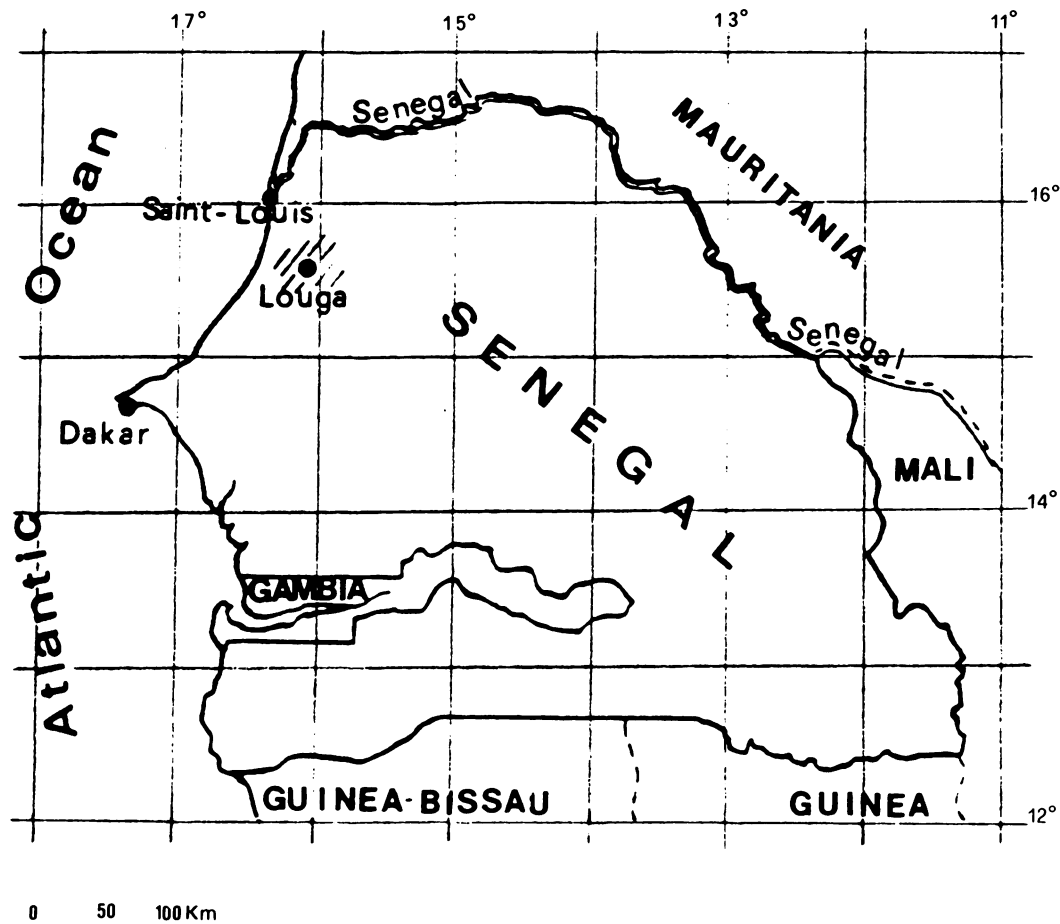 17° 15° 13° 11°
Senegal
MAURITANIA
Ocean
16°
Saint-Louis
Louga
SENEGAL
Senegal
Dakar
MALI
14°
Atlantic
GAMBIA
GUINEA-BISSAU
GUINEA
12°
0 50 100 Km